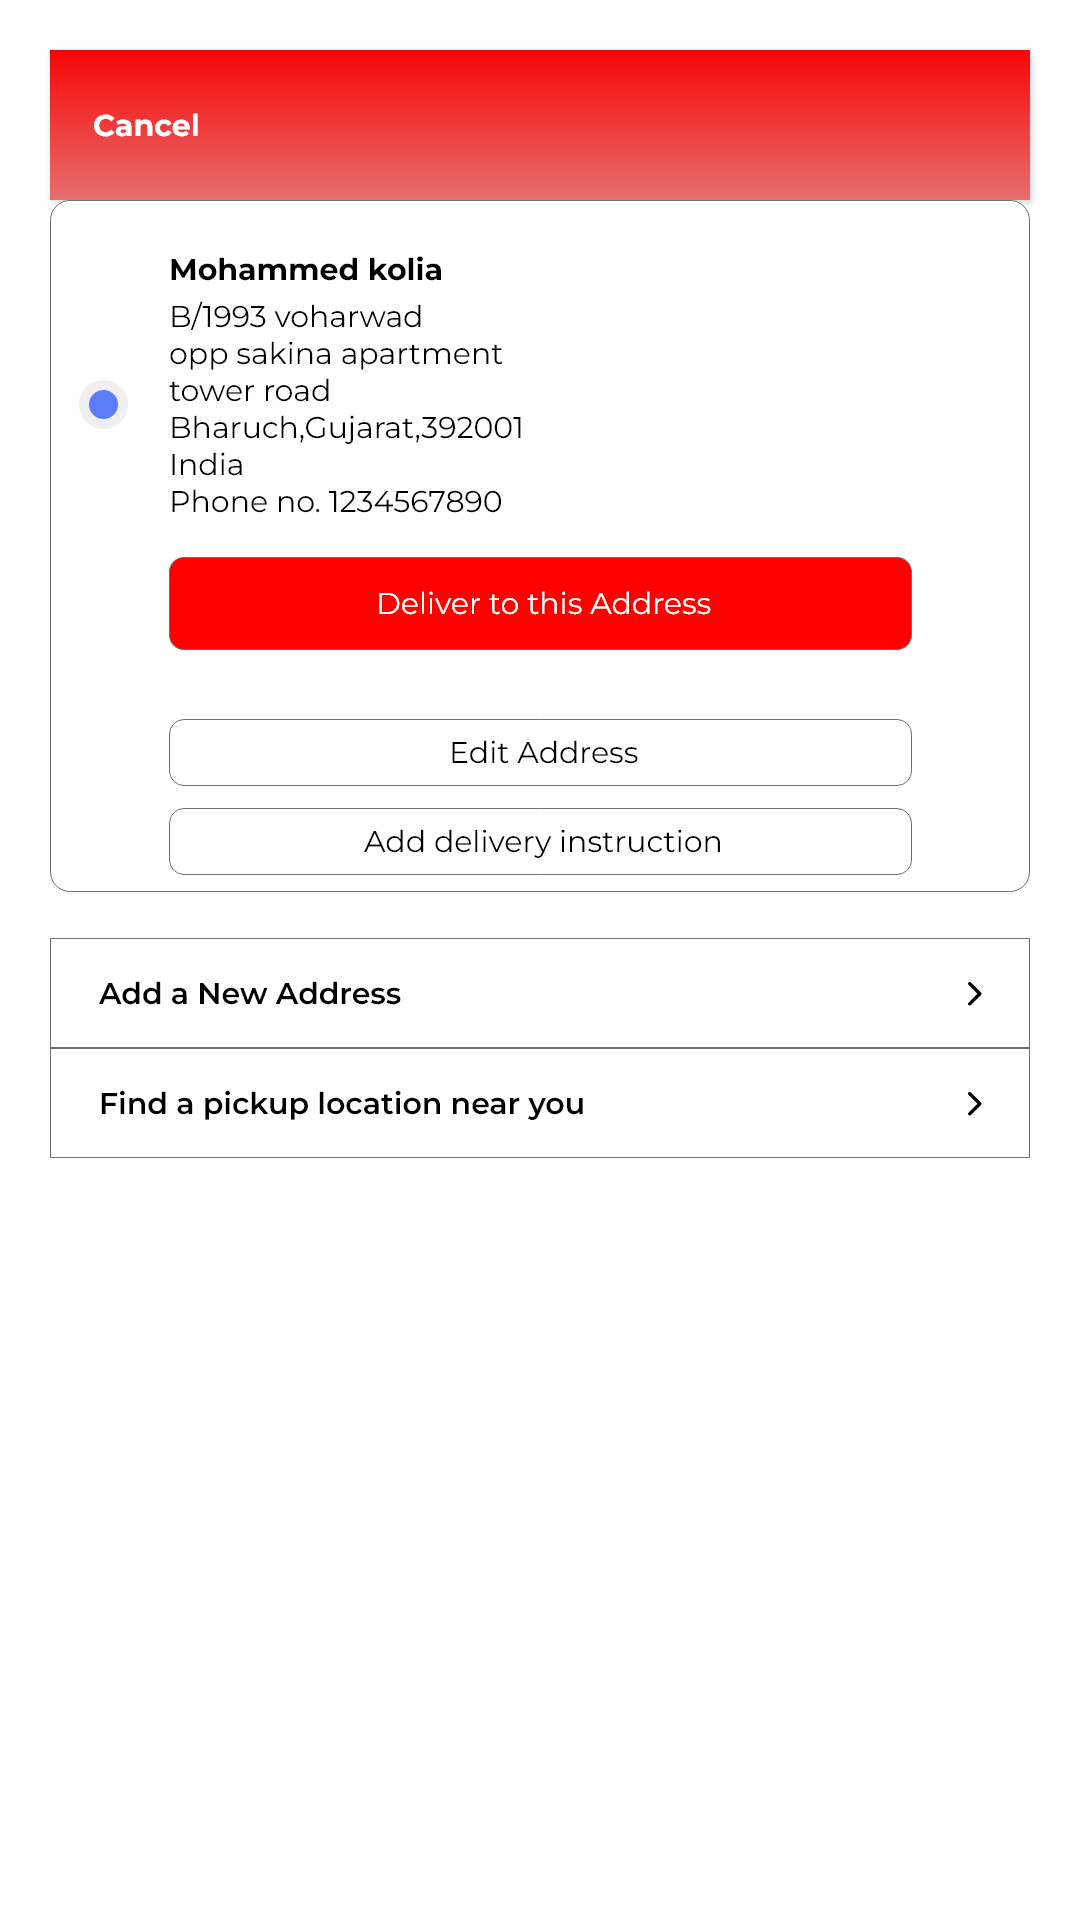 Cancel
Mohammed kolia
B/1993 voharwad
opp sakina apartment
tower road
Bharuch,Gujarat,392001
India
Phone no. 1234567890
Deliver to this Address
Edit Address
Add delivery instruction
Add a New Address
Find a pickup location near you